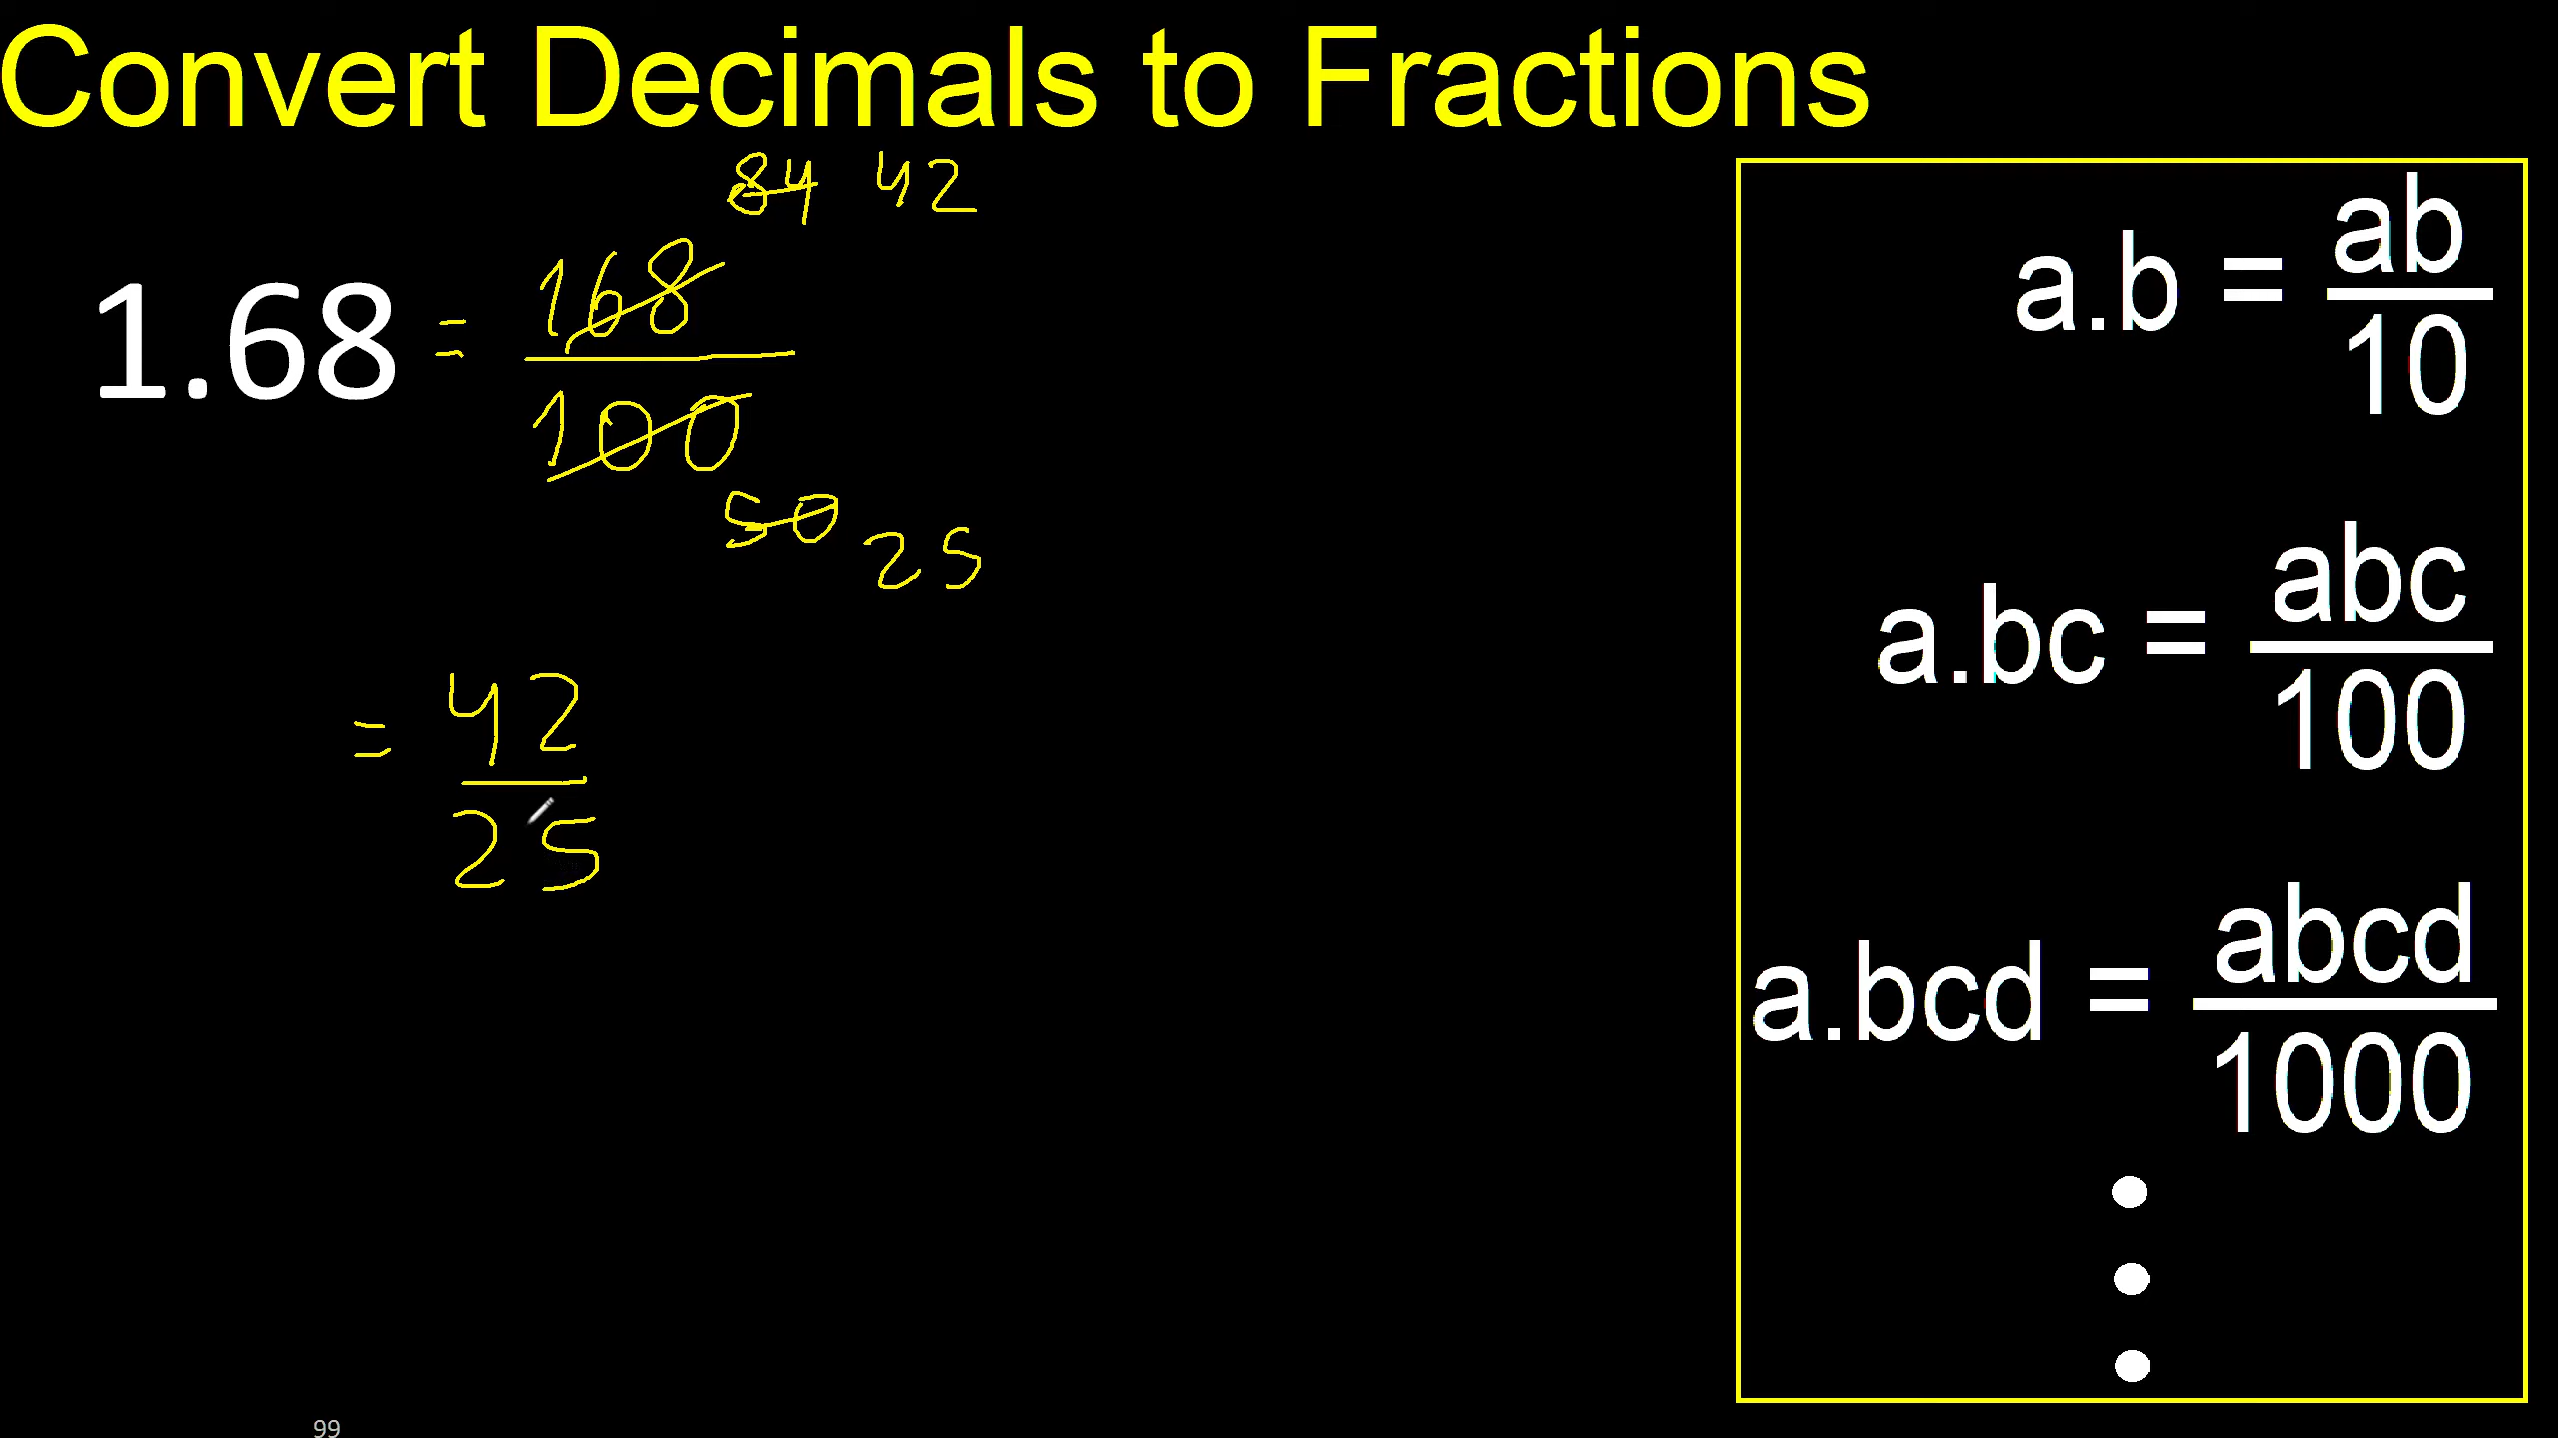 Convert Decimals to Fractions
84 42
1.68 = 168
100
50 25
= 42
25
a.b = ab
10
a.bc = abc
100
a.bcd = abcd
1000
99